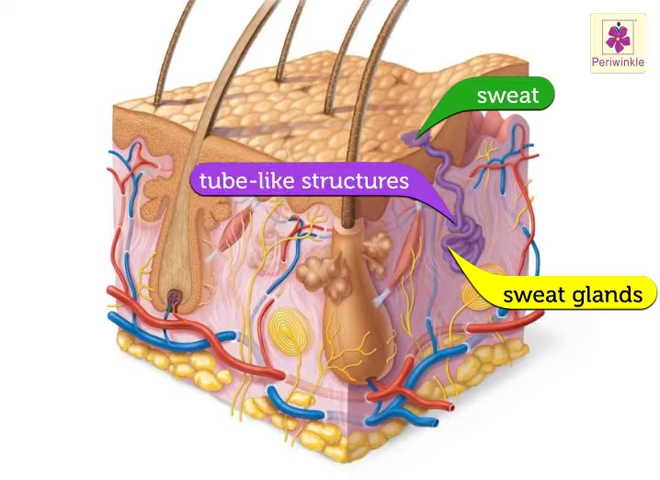 Periwinkle
sweat
tube-like structures
sweat glands